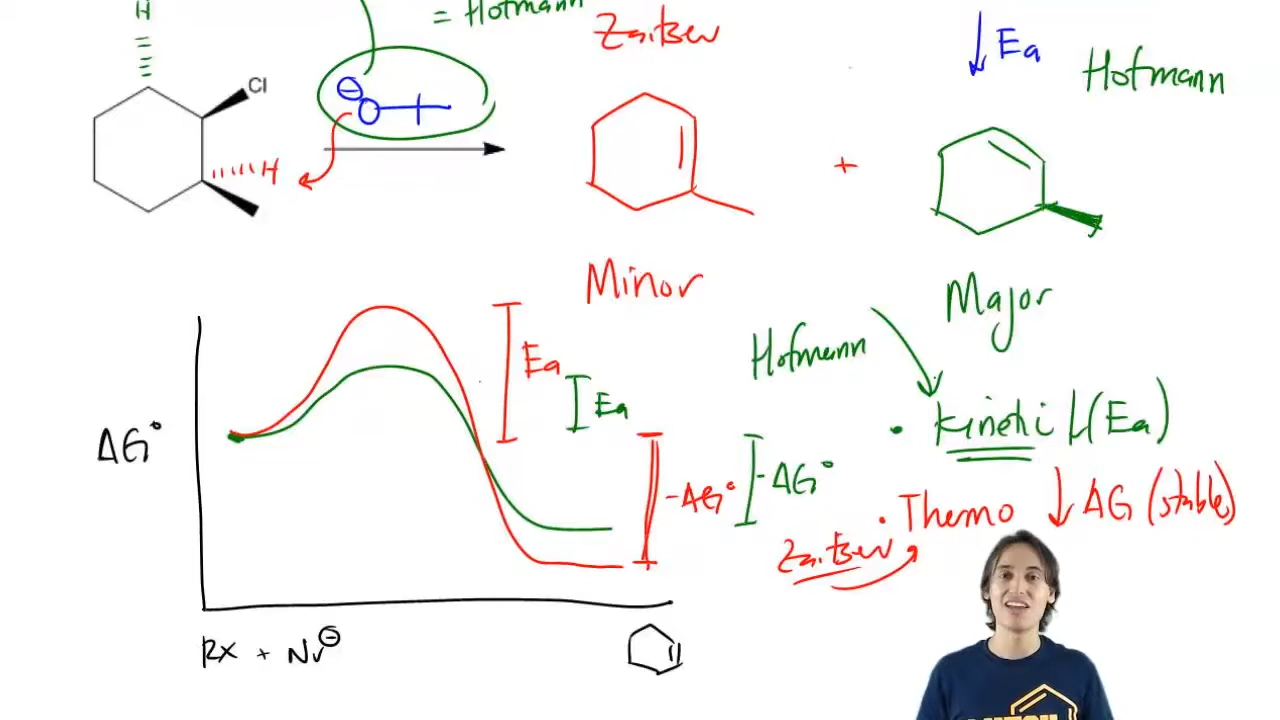 H
= Hofmann
Zaitsev
↓ Ea
Hofmann
Cl
⊖
O
H
+
Minor
Major
Hofmann
Ea
Ea
ΔG°
• Kineti (Ea)
-ΔG°
-ΔG°
• Thermo ↓ ΔG (stable)
Zaitsev
RX + Nu⊖